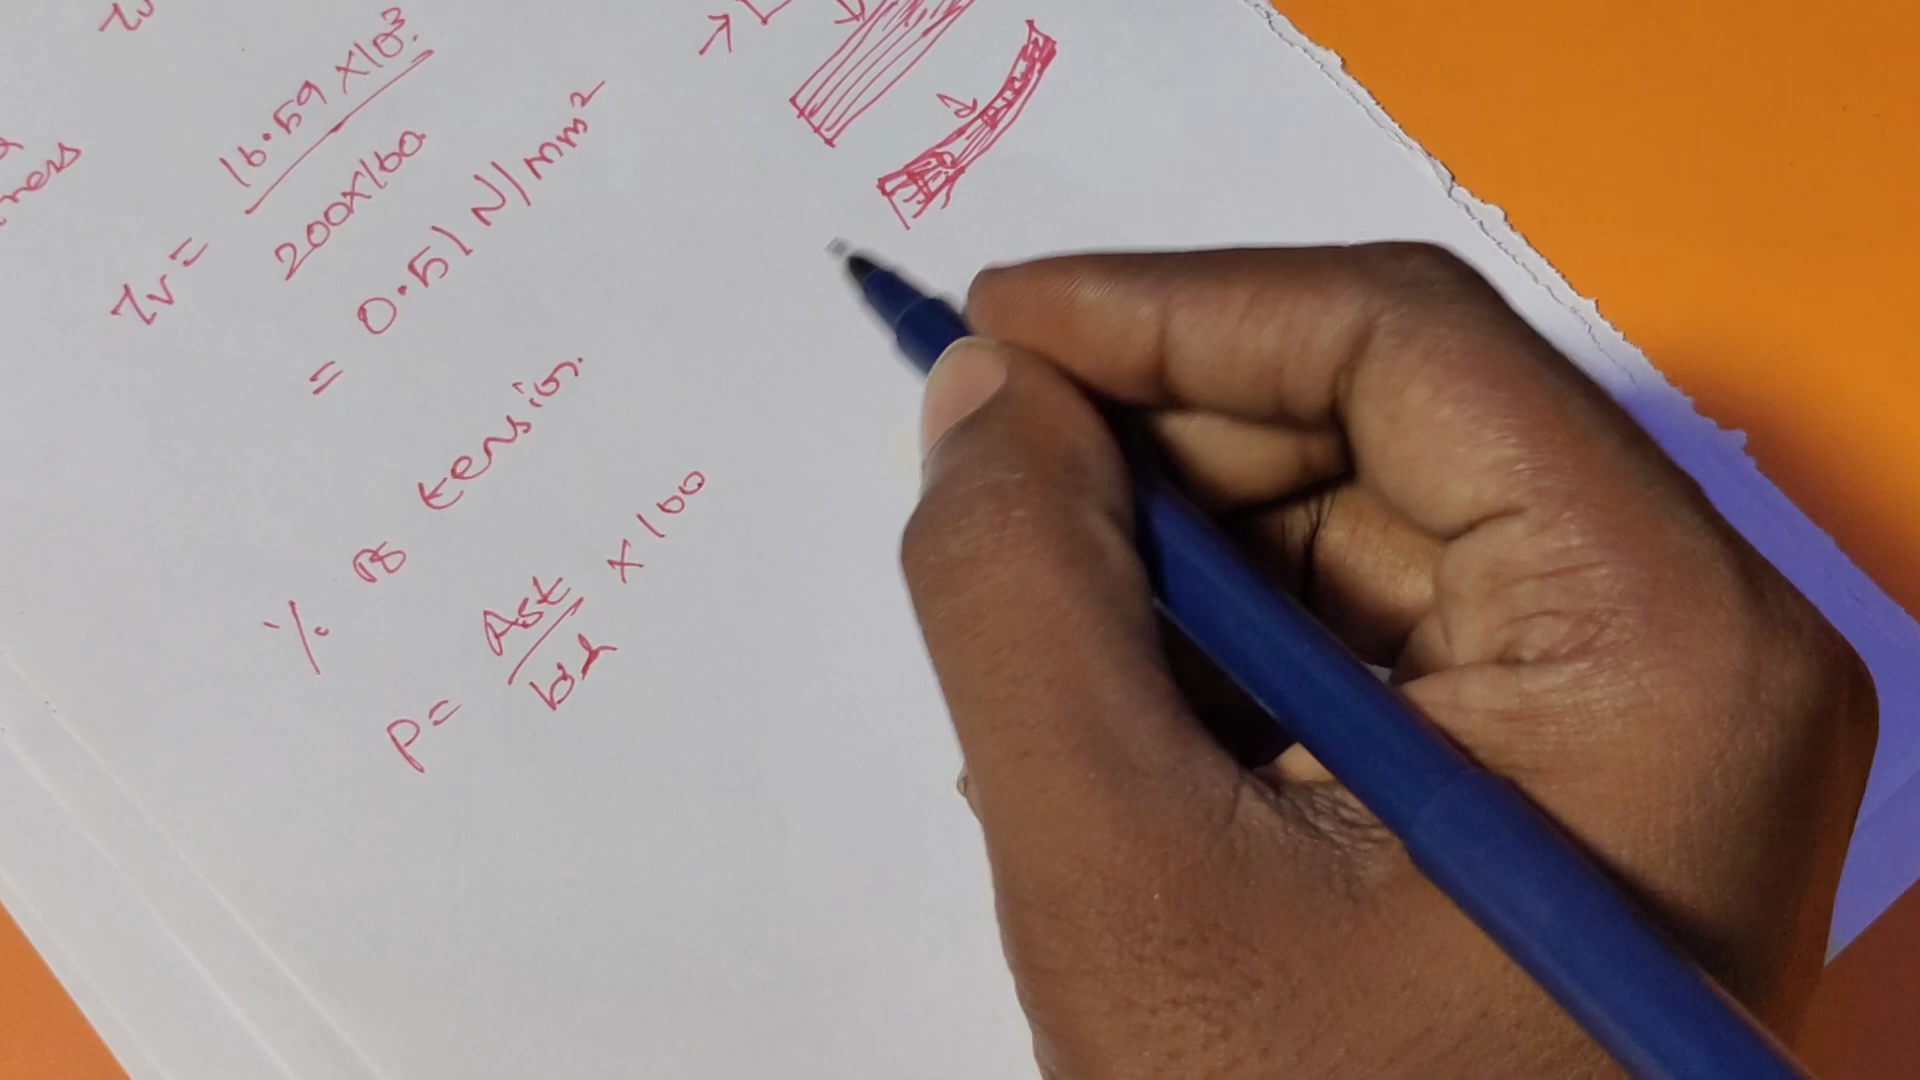 τv = 16.59 × 10³ / 200×160
= 0.51 N/mm²
% of tension
P = Ast / bd × 100